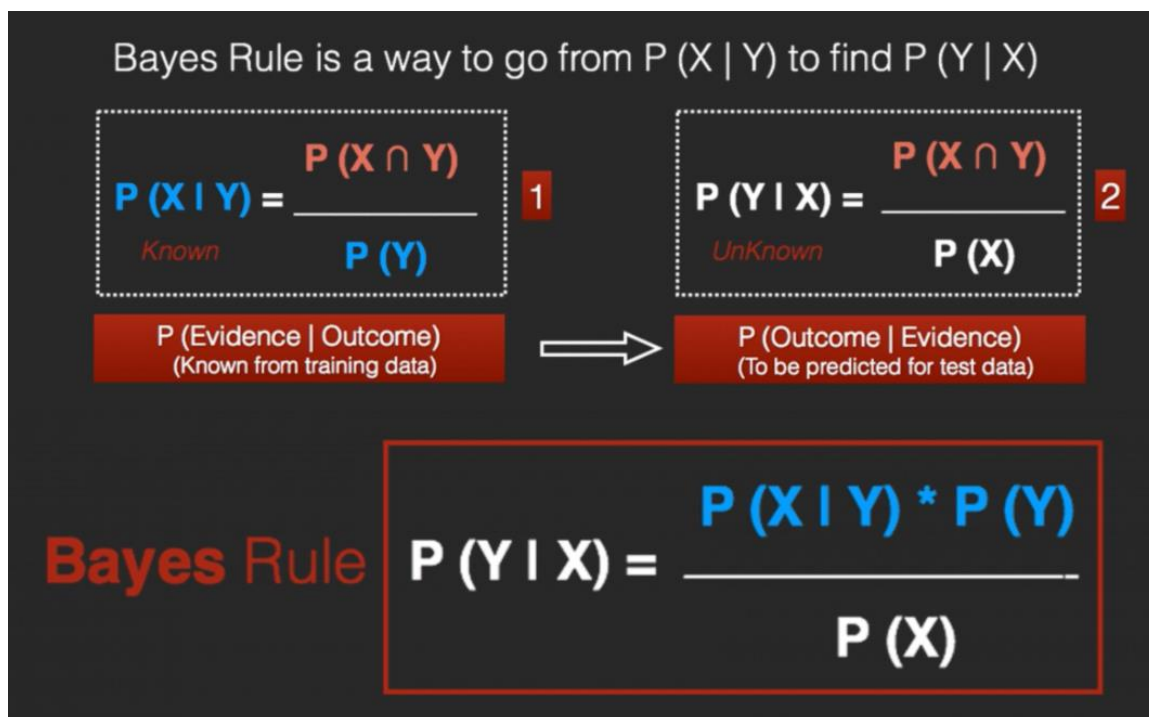 Bayes Rule is a way to go from P (X | Y) to find P (Y | X)
P (X ∩ Y)
P (X | Y) =
Known
P (Y)
1
P (X ∩ Y)
P (Y | X) =
UnKnown
P (X)
2
P (Evidence | Outcome)
(Known from training data)
P (Outcome | Evidence)
(To be predicted for test data)
P (X | Y) * P (Y)
Bayes Rule P (Y | X) =
P (X)